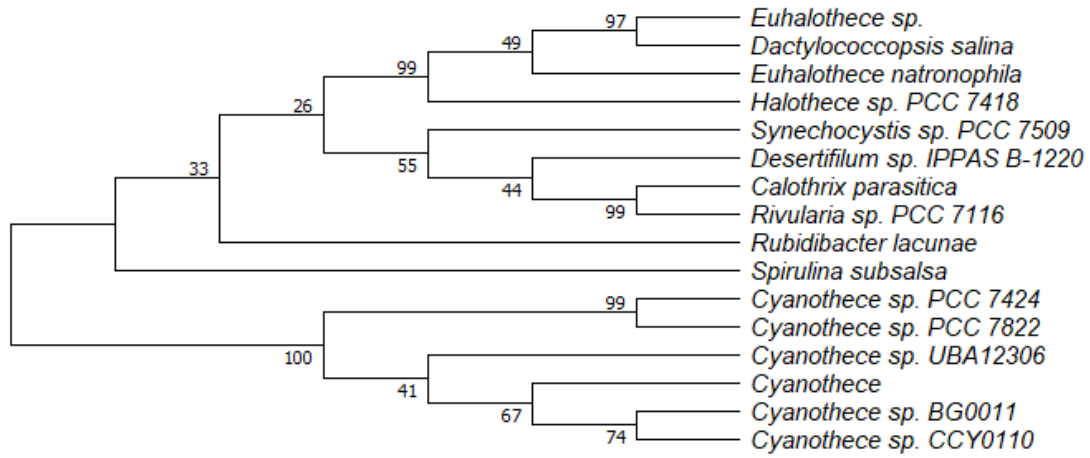 97 Euhalothece sp.
Dactylococcopsis salina
49
Euhalothece natronophila
99
Halothece sp. PCC 7418
26
Synechocystis sp. PCC 7509
55
Desertifilum sp. IPPAS B-1220
33
44
Calothrix parasitica
99 Rivularia sp. PCC 7116
Rubidibacter lacunae
Spirulina subsalsa
99 Cyanothece sp. PCC 7424
Cyanothece sp. PCC 7822
100
Cyanothece sp. UBA12306
41
Cyanothece
67
Cyanothece sp. BG0011
74 Cyanothece sp. CCY0110